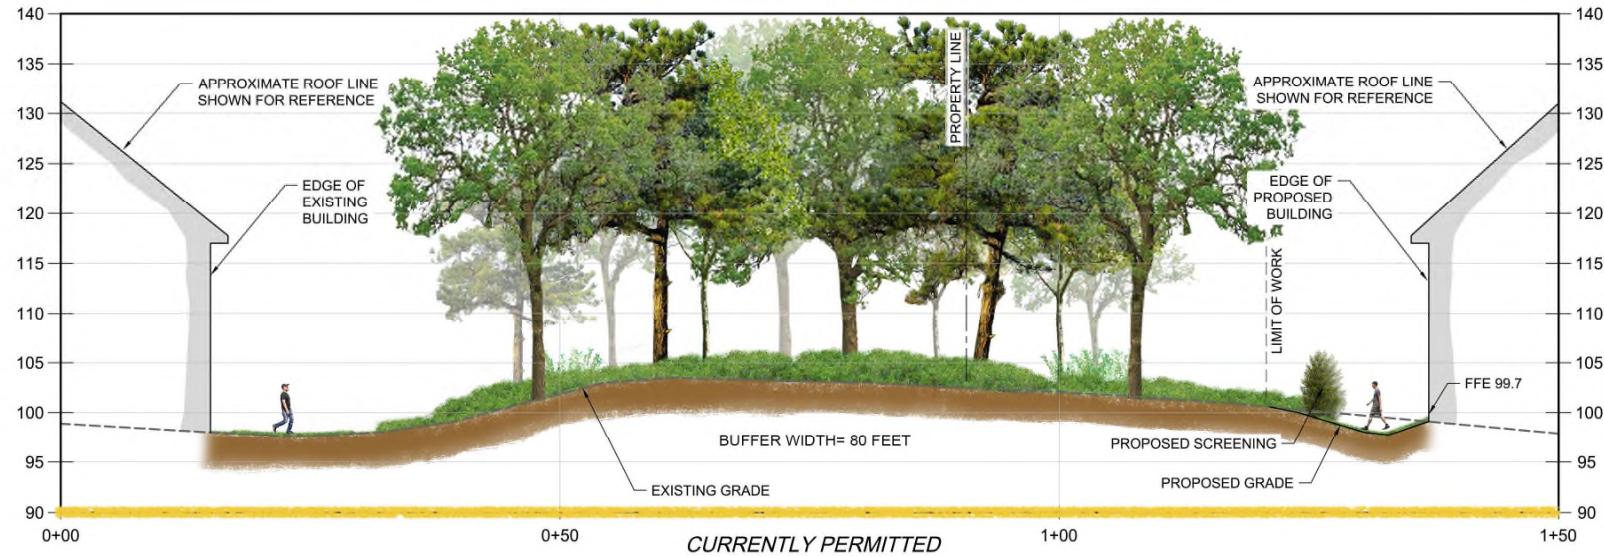 140
135
130
125
120
115
110
105
100
95
90
APPROXIMATE ROOF LINE
SHOWN FOR REFERENCE
EDGE OF
EXISTING
BUILDING
PROPERTY LINE
APPROXIMATE ROOF LINE
SHOWN FOR REFERENCE
EDGE OF
PROPOSED
BUILDING
LIMIT OF WORK
FFE 99.7
BUFFER WIDTH= 80 FEET
PROPOSED SCREENING
PROPOSED GRADE
EXISTING GRADE
140
135
130
125
120
115
110
105
100
95
90
0+00
0+50
1+00
1+50
CURRENTLY PERMITTED